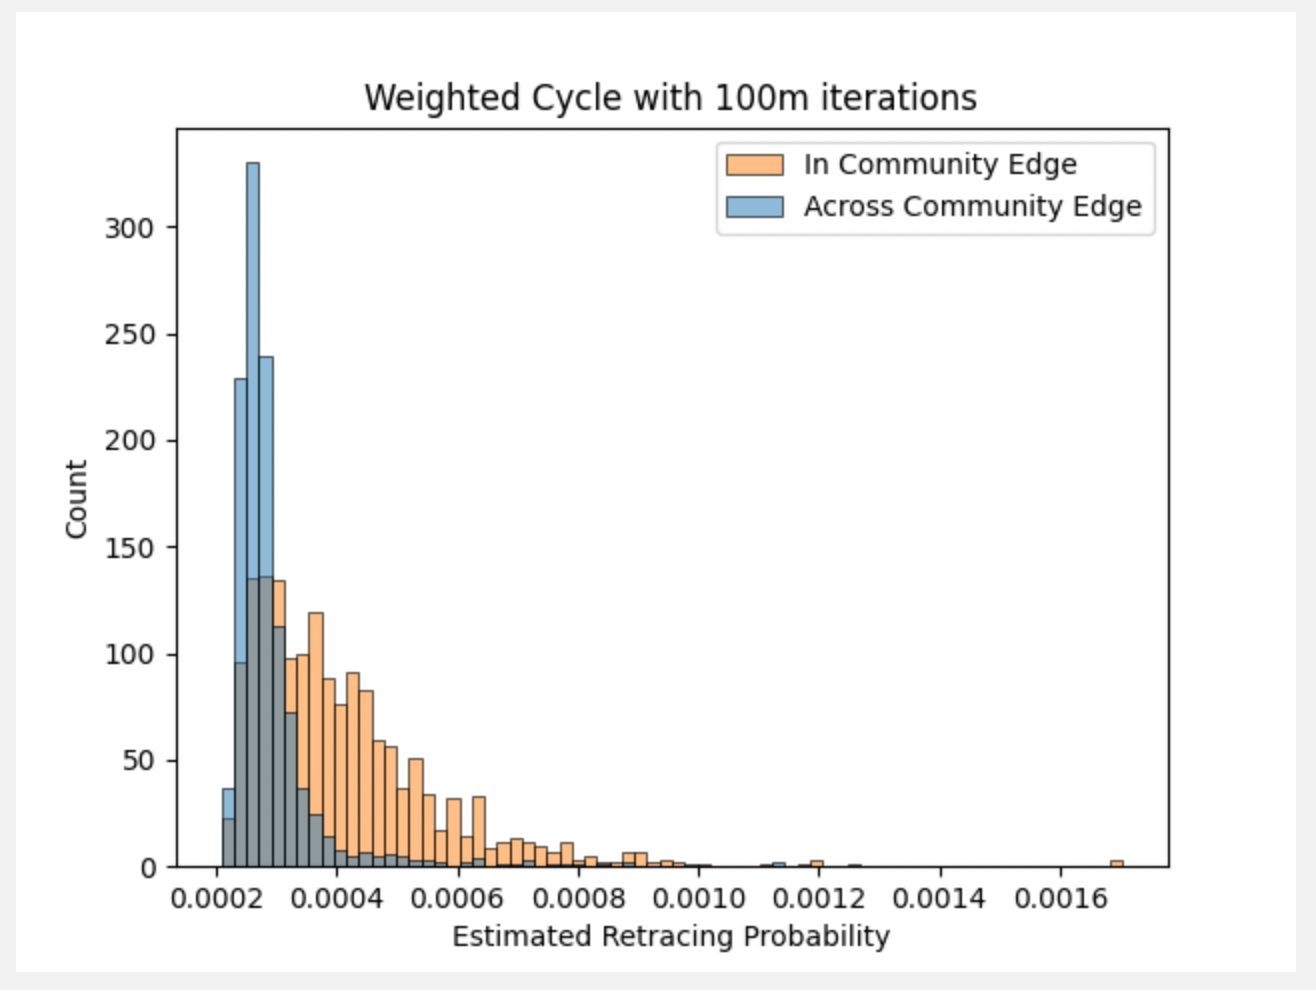 Weighted Cycle with 100m iterations
In Community Edge
Across Community Edge
300
250
200
150
100
50
0
Count
0.0002 0.0004 0.0006 0.0008 0.0010 0.0012 0.0014 0.0016
Estimated Retracing Probability